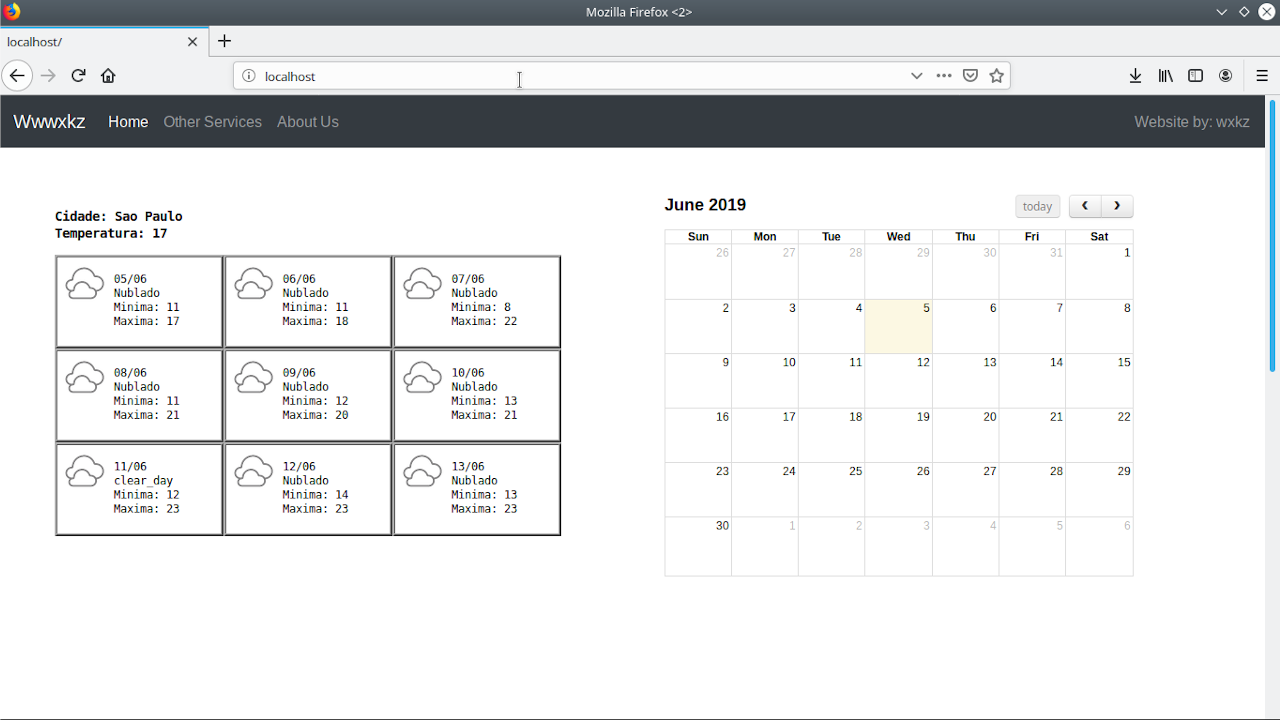 Mozilla Firefox <2>
localhost/
localhost
Wwwxkz Home Other Services About Us Website by: wxkz
Cidade: Sao Paulo
Temperatura: 17
05/06
Nublado
Minima: 11
Maxima: 17
06/06
Nublado
Minima: 11
Maxima: 18
07/06
Nublado
Minima: 8
Maxima: 22
08/06
Nublado
Minima: 11
Maxima: 21
09/06
Nublado
Minima: 12
Maxima: 20
10/06
Nublado
Minima: 13
Maxima: 21
11/06
clear_day
Minima: 12
Maxima: 23
12/06
Nublado
Minima: 14
Maxima: 23
13/06
Nublado
Minima: 13
Maxima: 23
June 2019 today
Sun Mon Tue Wed Thu Fri Sat
26 27 28 29 30 31 1
2 3 4 5 6 7 8
9 10 11 12 13 14 15
16 17 18 19 20 21 22
23 24 25 26 27 28 29
30 1 2 3 4 5 6